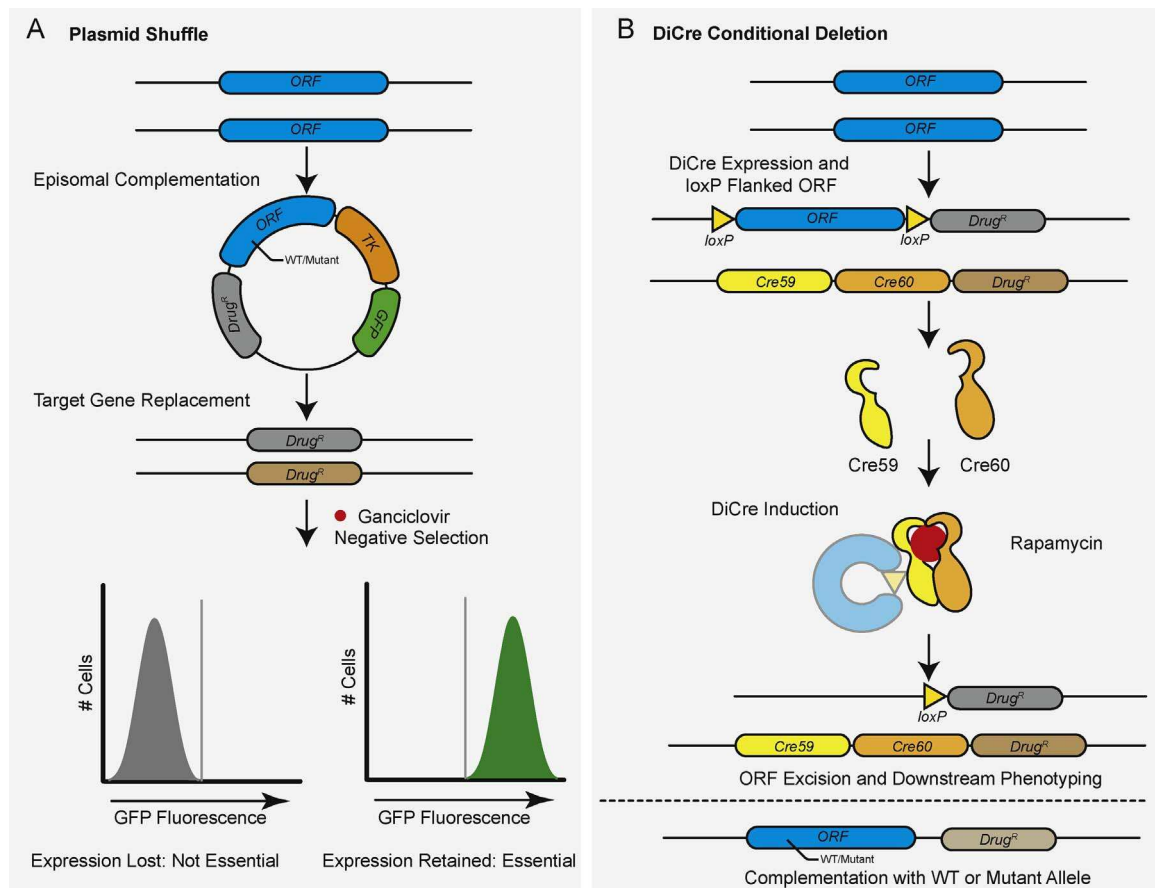 A Plasmid Shuffle
ORF
ORF
Episomal Complementation
ORF
TK
WT/Mutant
DrugR
GFP
Target Gene Replacement
DrugR
DrugR
Ganciclovir
Negative Selection
# Cells
GFP Fluorescence
Expression Lost: Not Essential
# Cells
GFP Fluorescence
Expression Retained: Essential
B DiCre Conditional Deletion
ORF
ORF
DiCre Expression and
loxP Flanked ORF
ORF
DrugR
loxP
loxP
Cre59 Cre60 DrugR
Cre59 Cre60
DiCre Induction
Rapamycin
DrugR
loxP
Cre59 Cre60 DrugR
ORF Excision and Downstream Phenotyping
ORF DrugR
WT/Mutant
Complementation with WT or Mutant Allele